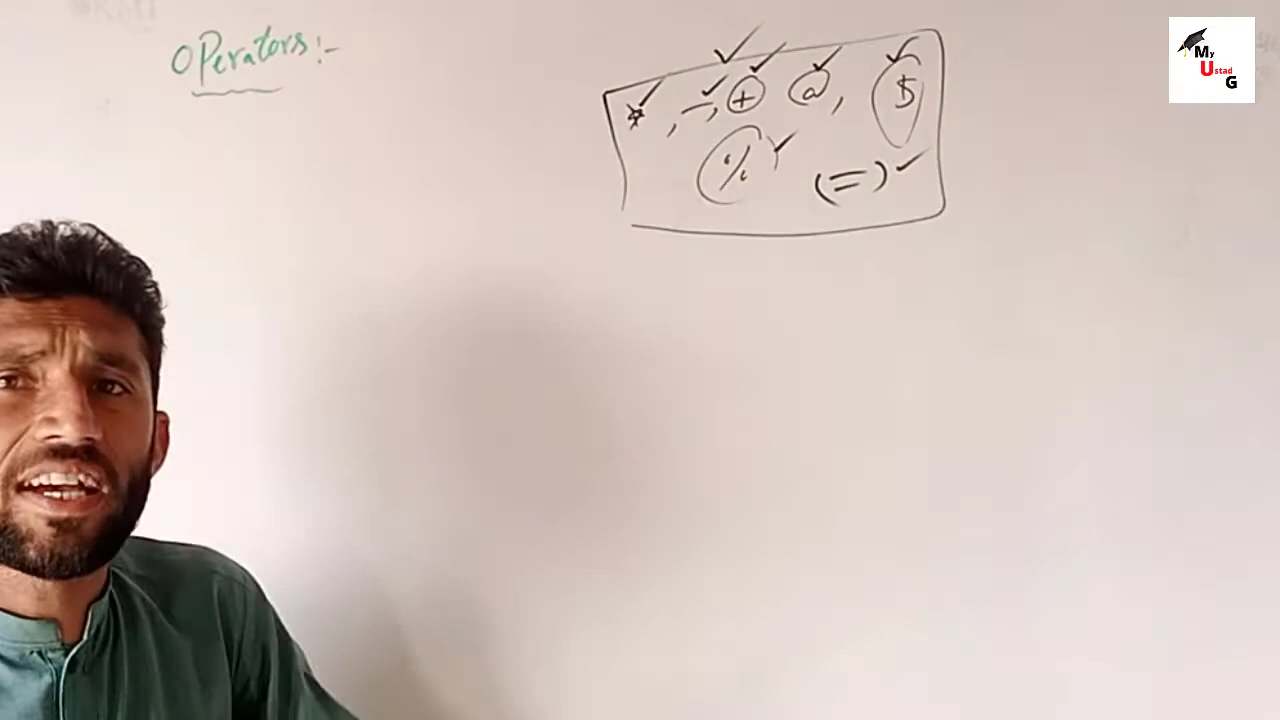 Operators:-
*, -, + @, $
% (=)
My
Ustad
G